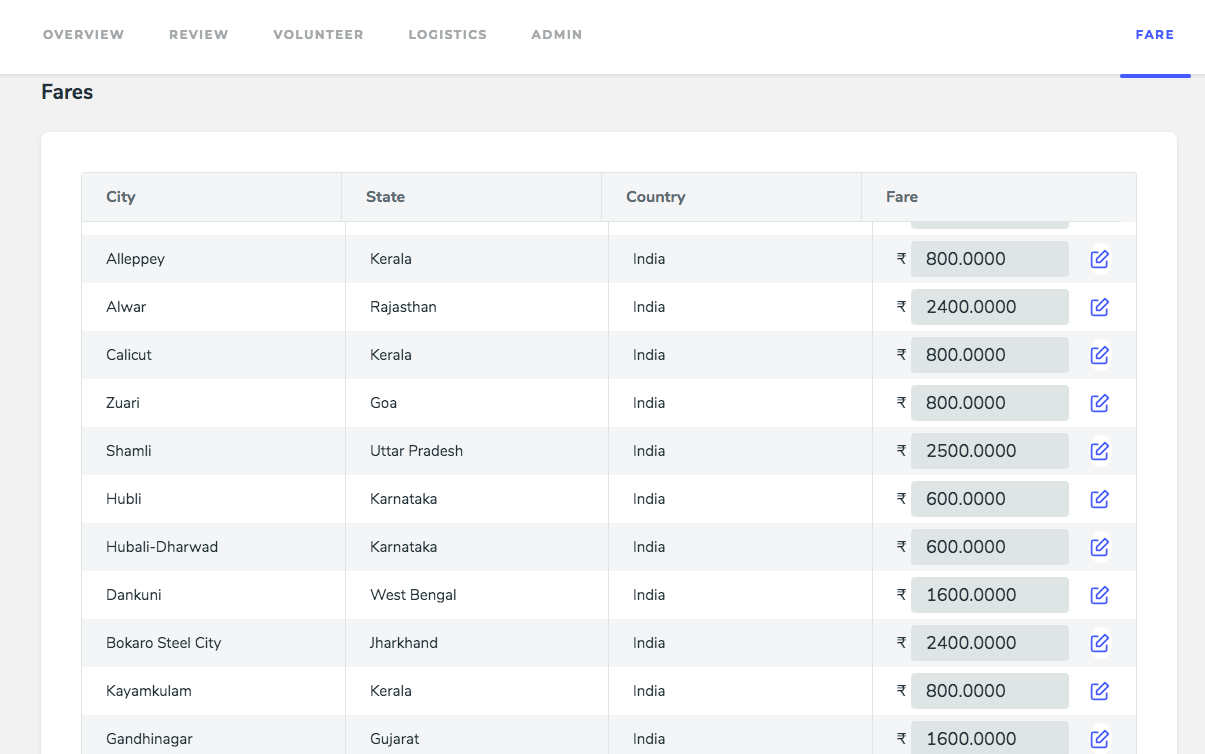 OVERVIEW REVIEW VOLUNTEER LOGISTICS ADMIN FARE
Fares
City State Country Fare
Alleppey Kerala India ₹ 800.0000
Alwar Rajasthan India ₹ 2400.0000
Calicut Kerala India ₹ 800.0000
Zuari Goa India ₹ 800.0000
Shamli Uttar Pradesh India ₹ 2500.0000
Hubli Karnataka India ₹ 600.0000
Hubali-Dharwad Karnataka India ₹ 600.0000
Dankuni West Bengal India ₹ 1600.0000
Bokaro Steel City Jharkhand India ₹ 2400.0000
Kayamkulam Kerala India ₹ 800.0000
Gandhinagar Gujarat India ₹ 1600.0000